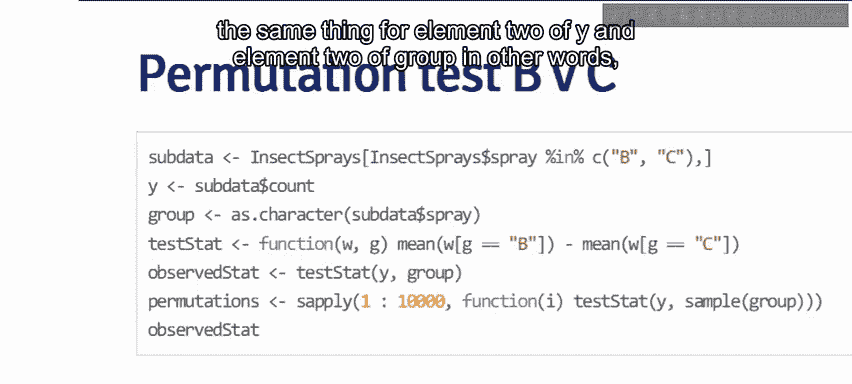 the same thing for element two of y and
element two of group in other words,
Permutation test B v C
subdata <- InsectSprays[InsectSprays$spray %in% c("B", "C"),]
y <- subdata$count
group <- as.character(subdata$spray)
testStat <- function(w, g) mean(w[g == "B"]) - mean(w[g == "C"])
observedStat <- testStat(y, group)
permutations <- sapply(1 : 10000, function(i) testStat(y, sample(group)))
observedStat